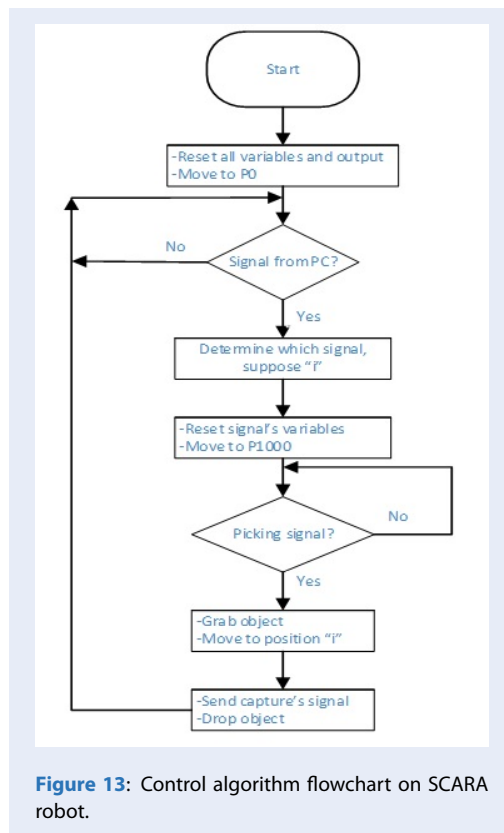 Start
-Reset all variables and output
-Move to P0
No
Signal from PC?
Yes
Determine which signal,
suppose “i”
-Reset signal's variables
-Move to P1000
No
Picking signal?
Yes
-Grab object
-Move to position “i”
-Send capture's signal
-Drop object
Figure 13: Control algorithm flowchart on SCARA
robot.